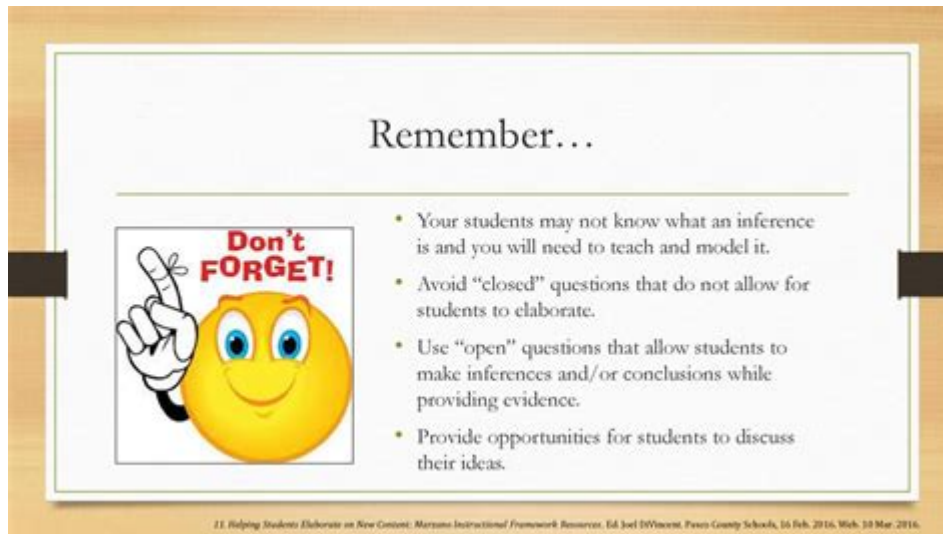 Remember…
Don't
FORGET!
• Your students may not know what an inference
is and you will need to teach and model it.
• Avoid “closed” questions that do not allow for
students to elaborate.
• Use “open” questions that allow students to
make inferences and/or conclusions while
providing evidence.
• Provide opportunities for students to discuss
their ideas.
11. Helping Students Elaborate on New Content: Marzano Instructional Framework Resources. Ed. Joel DiVincent. Pasco County Schools, 16 Feb. 2016. Web. 10 Mar. 2016.